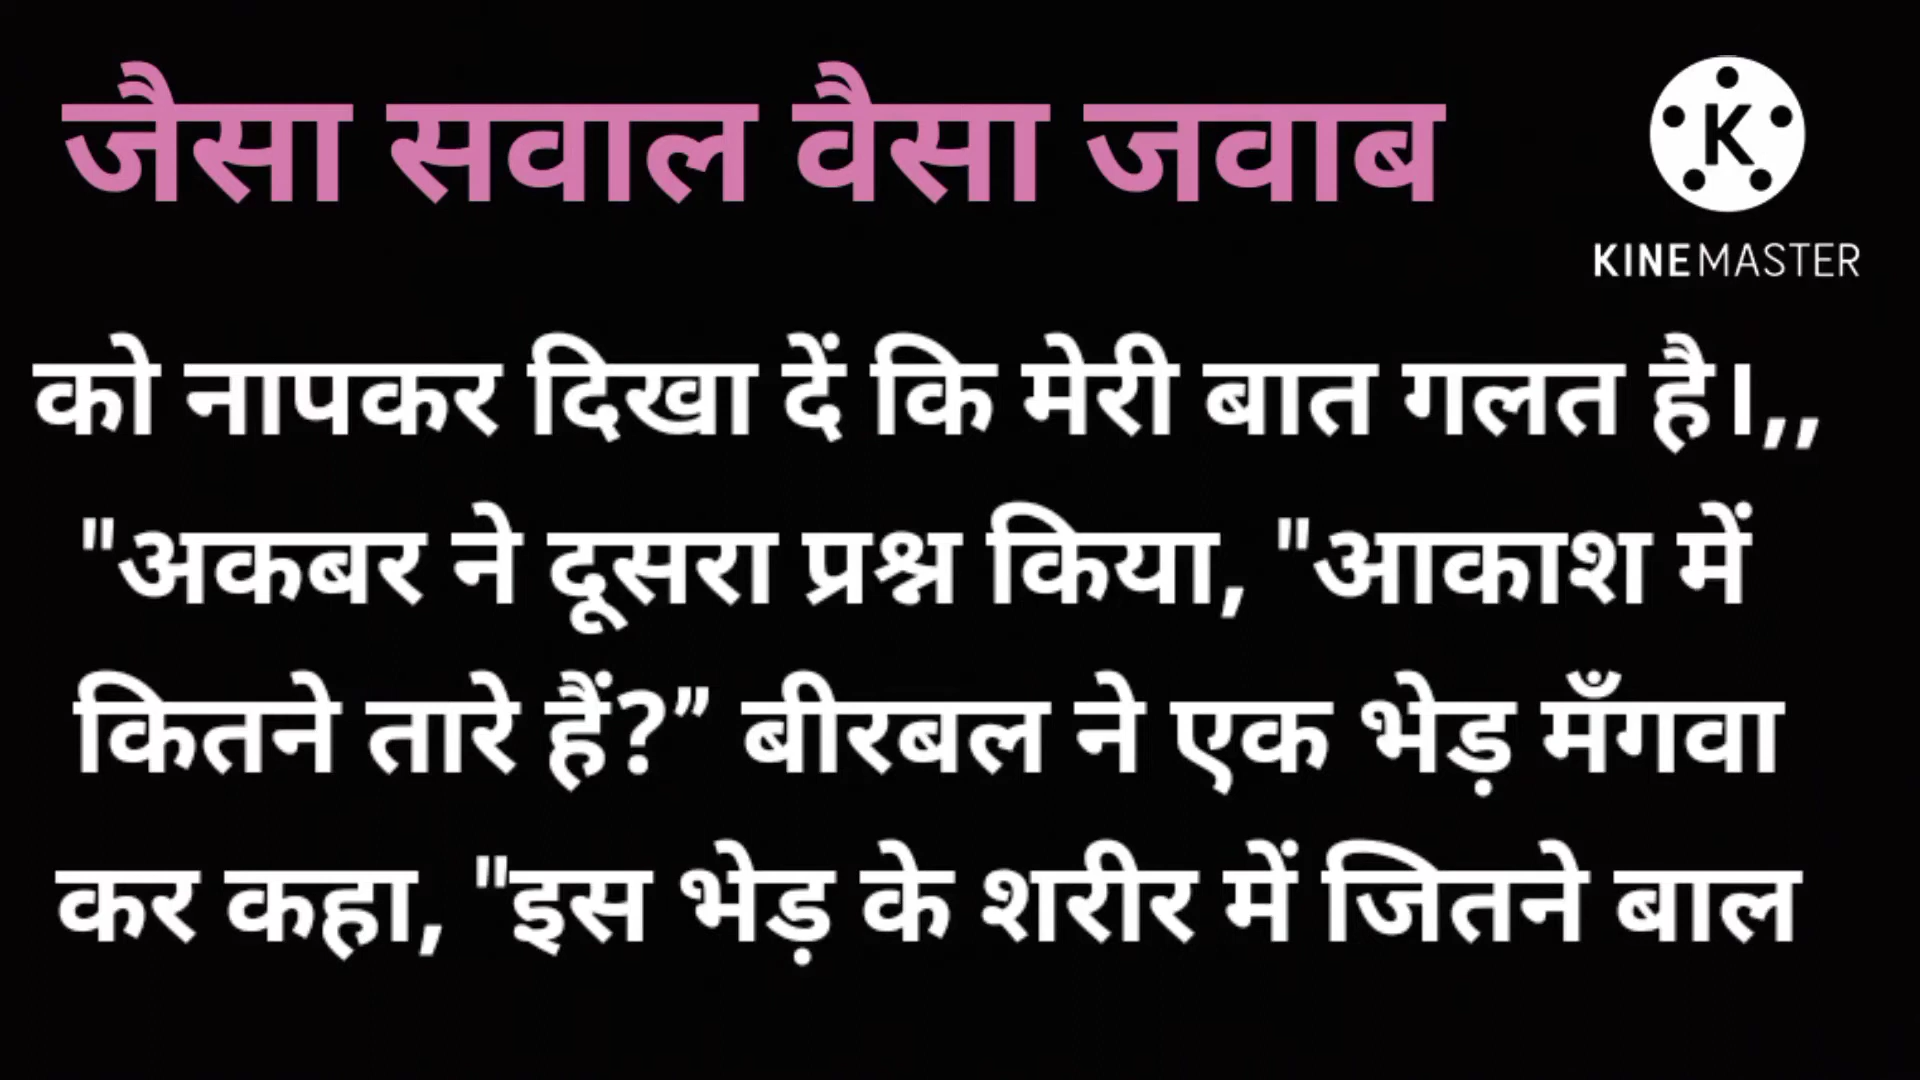 जैसा सवाल वैसा जवाब
K
KINEMASTER
को नापकर दिखा दें कि मेरी बात गलत है।,,
"अकबर ने दूसरा प्रश्न किया, "आकाश में
कितने तारे हैं?” बीरबल ने एक भेड़ मँगवा
कर कहा, "इस भेड़ के शरीर में जितने बाल